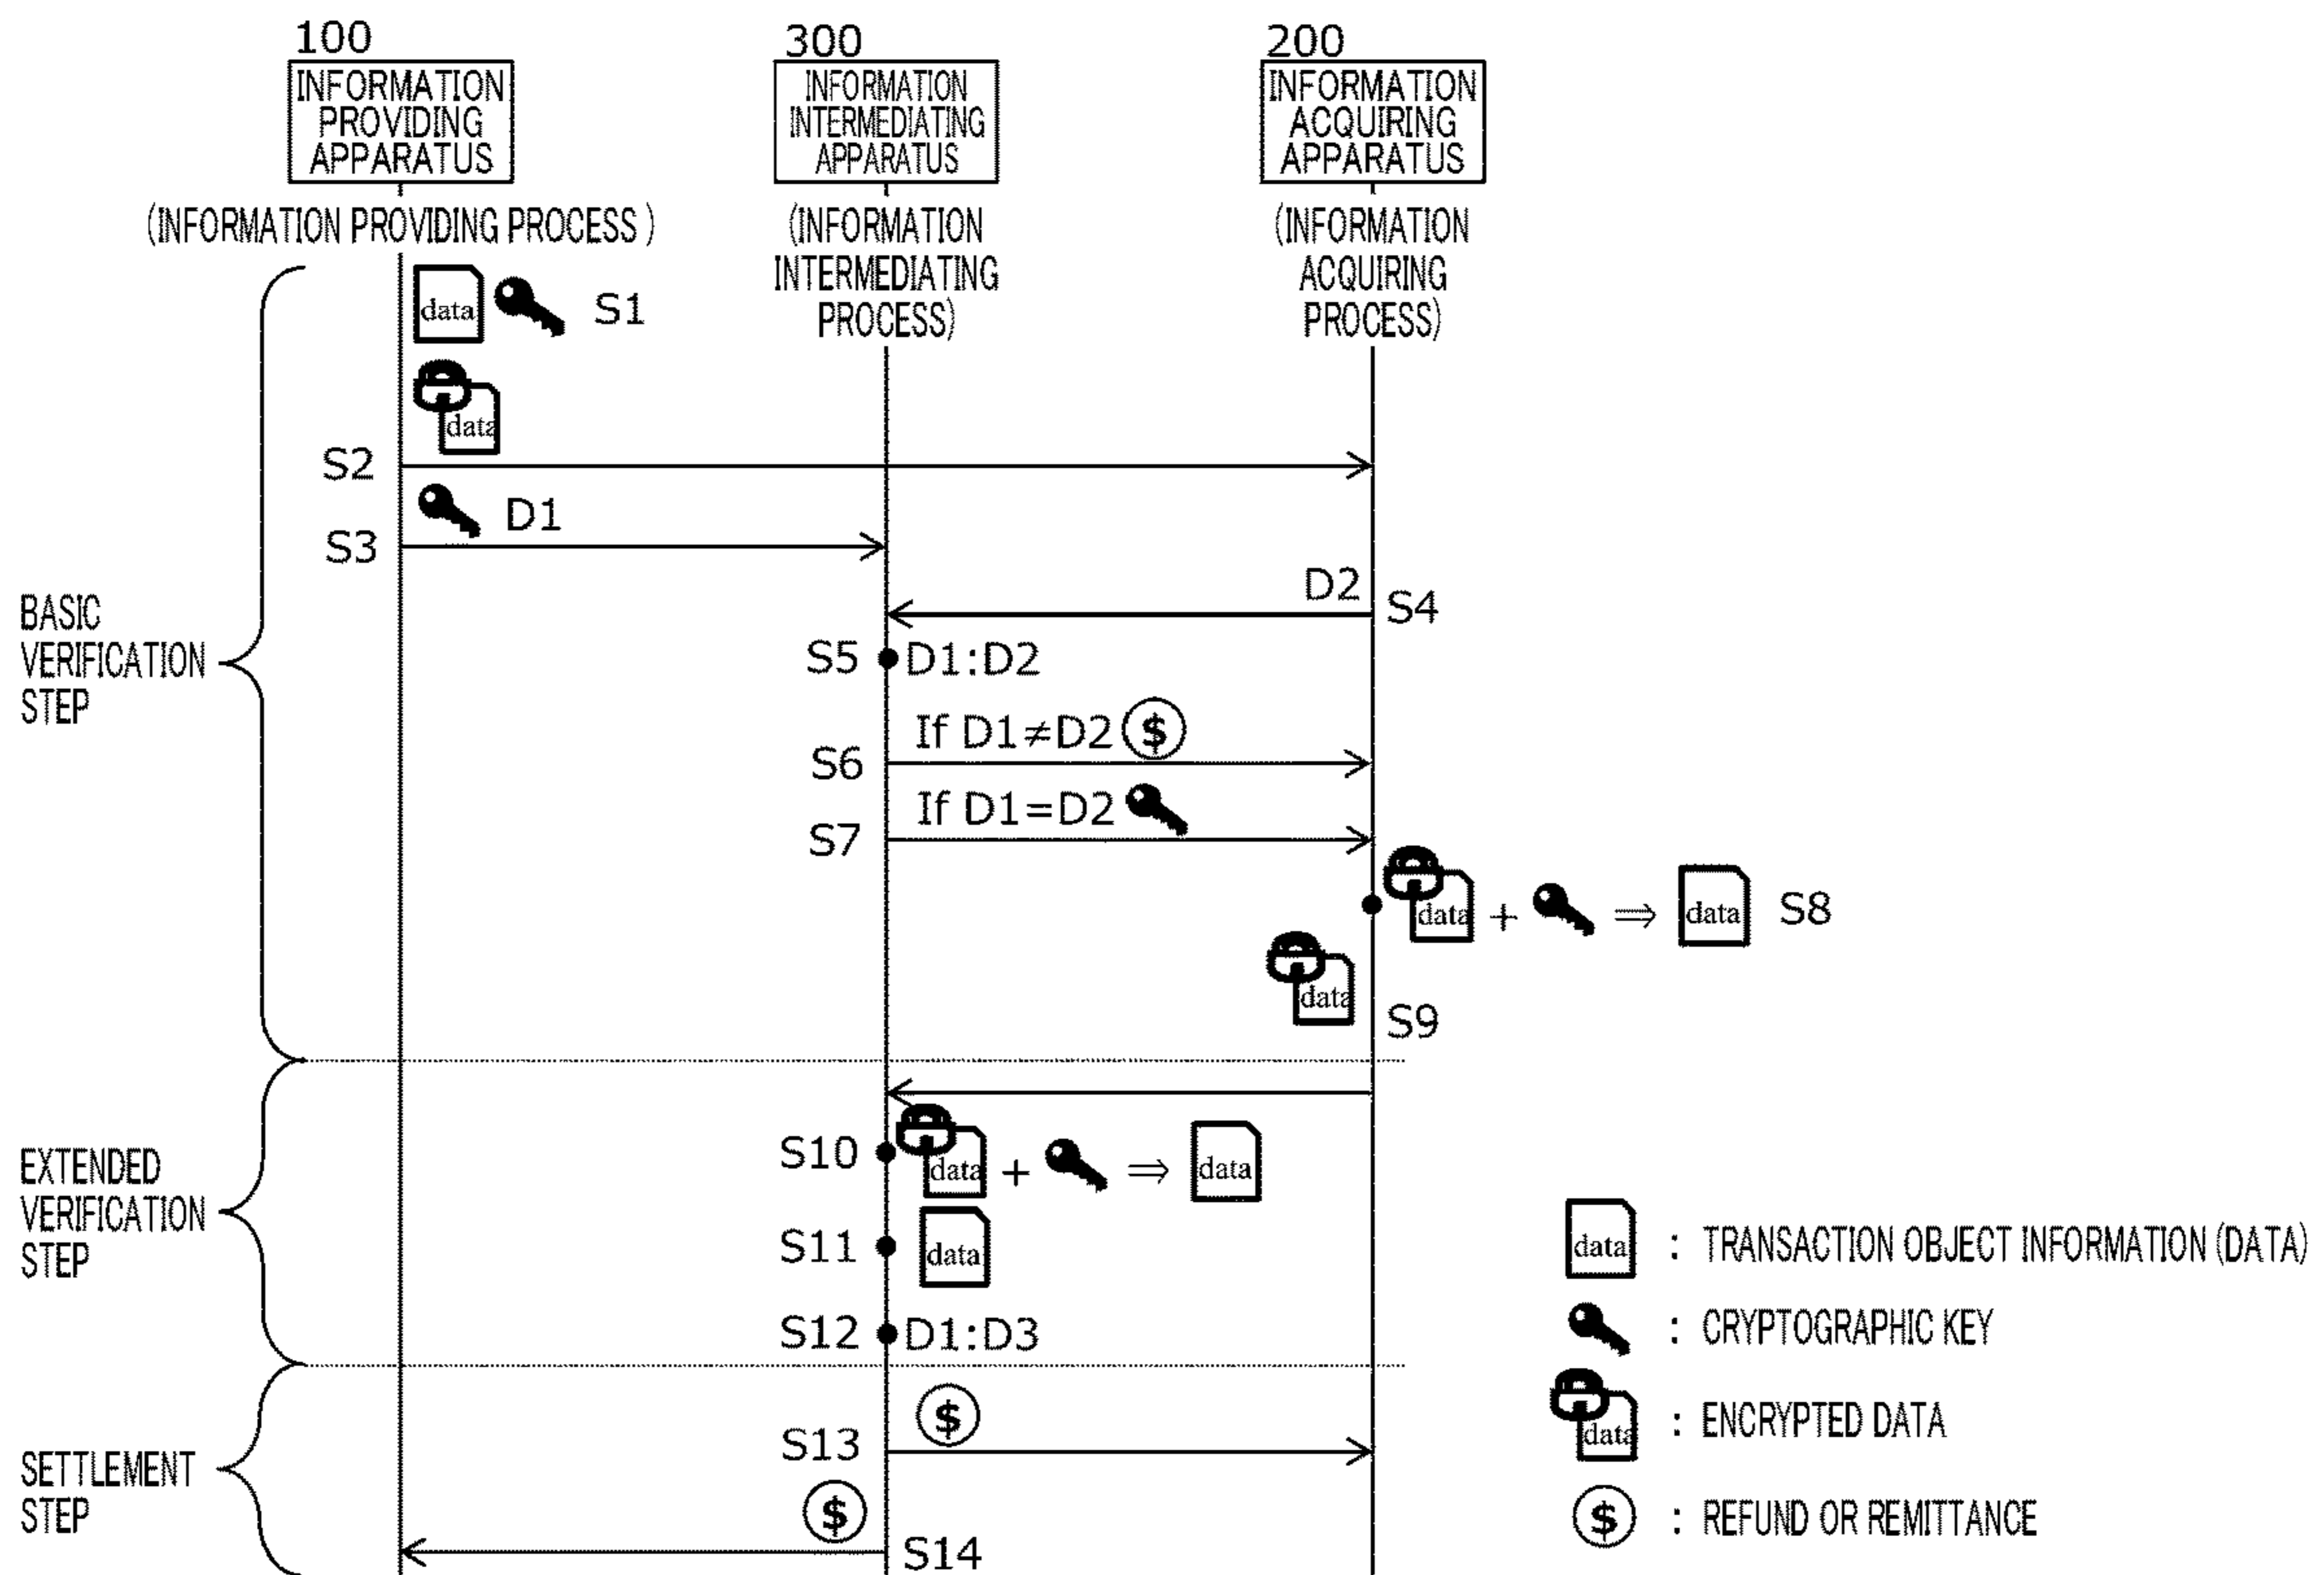 100
INFORMATION
PROVIDING
APPARATUS
300
INFORMATION
INTERMEDIATING
APPARATUS
200
INFORMATION
ACQUIRING
APPARATUS
(INFORMATION PROVIDING PROCESS )
(INFORMATION
INTERMEDIATING
PROCESS)
(INFORMATION
ACQUIRING
PROCESS)
data
S1
data
S2
D1
S3
D2
S4
BASIC
VERIFICATION
STEP
S5
D1:D2
If D1≠D2 $
S6
If D1=D2
S7
data + ⇒ data S8
data
S9
S10
data + ⇒ data
EXTENDED
VERIFICATION
STEP
S11
data
S12
D1:D3
$
S13
SETTLEMENT
STEP
$
S14
data : TRANSACTION OBJECT INFORMATION (DATA)
: CRYPTOGRAPHIC KEY
data : ENCRYPTED DATA
$ : REFUND OR REMITTANCE